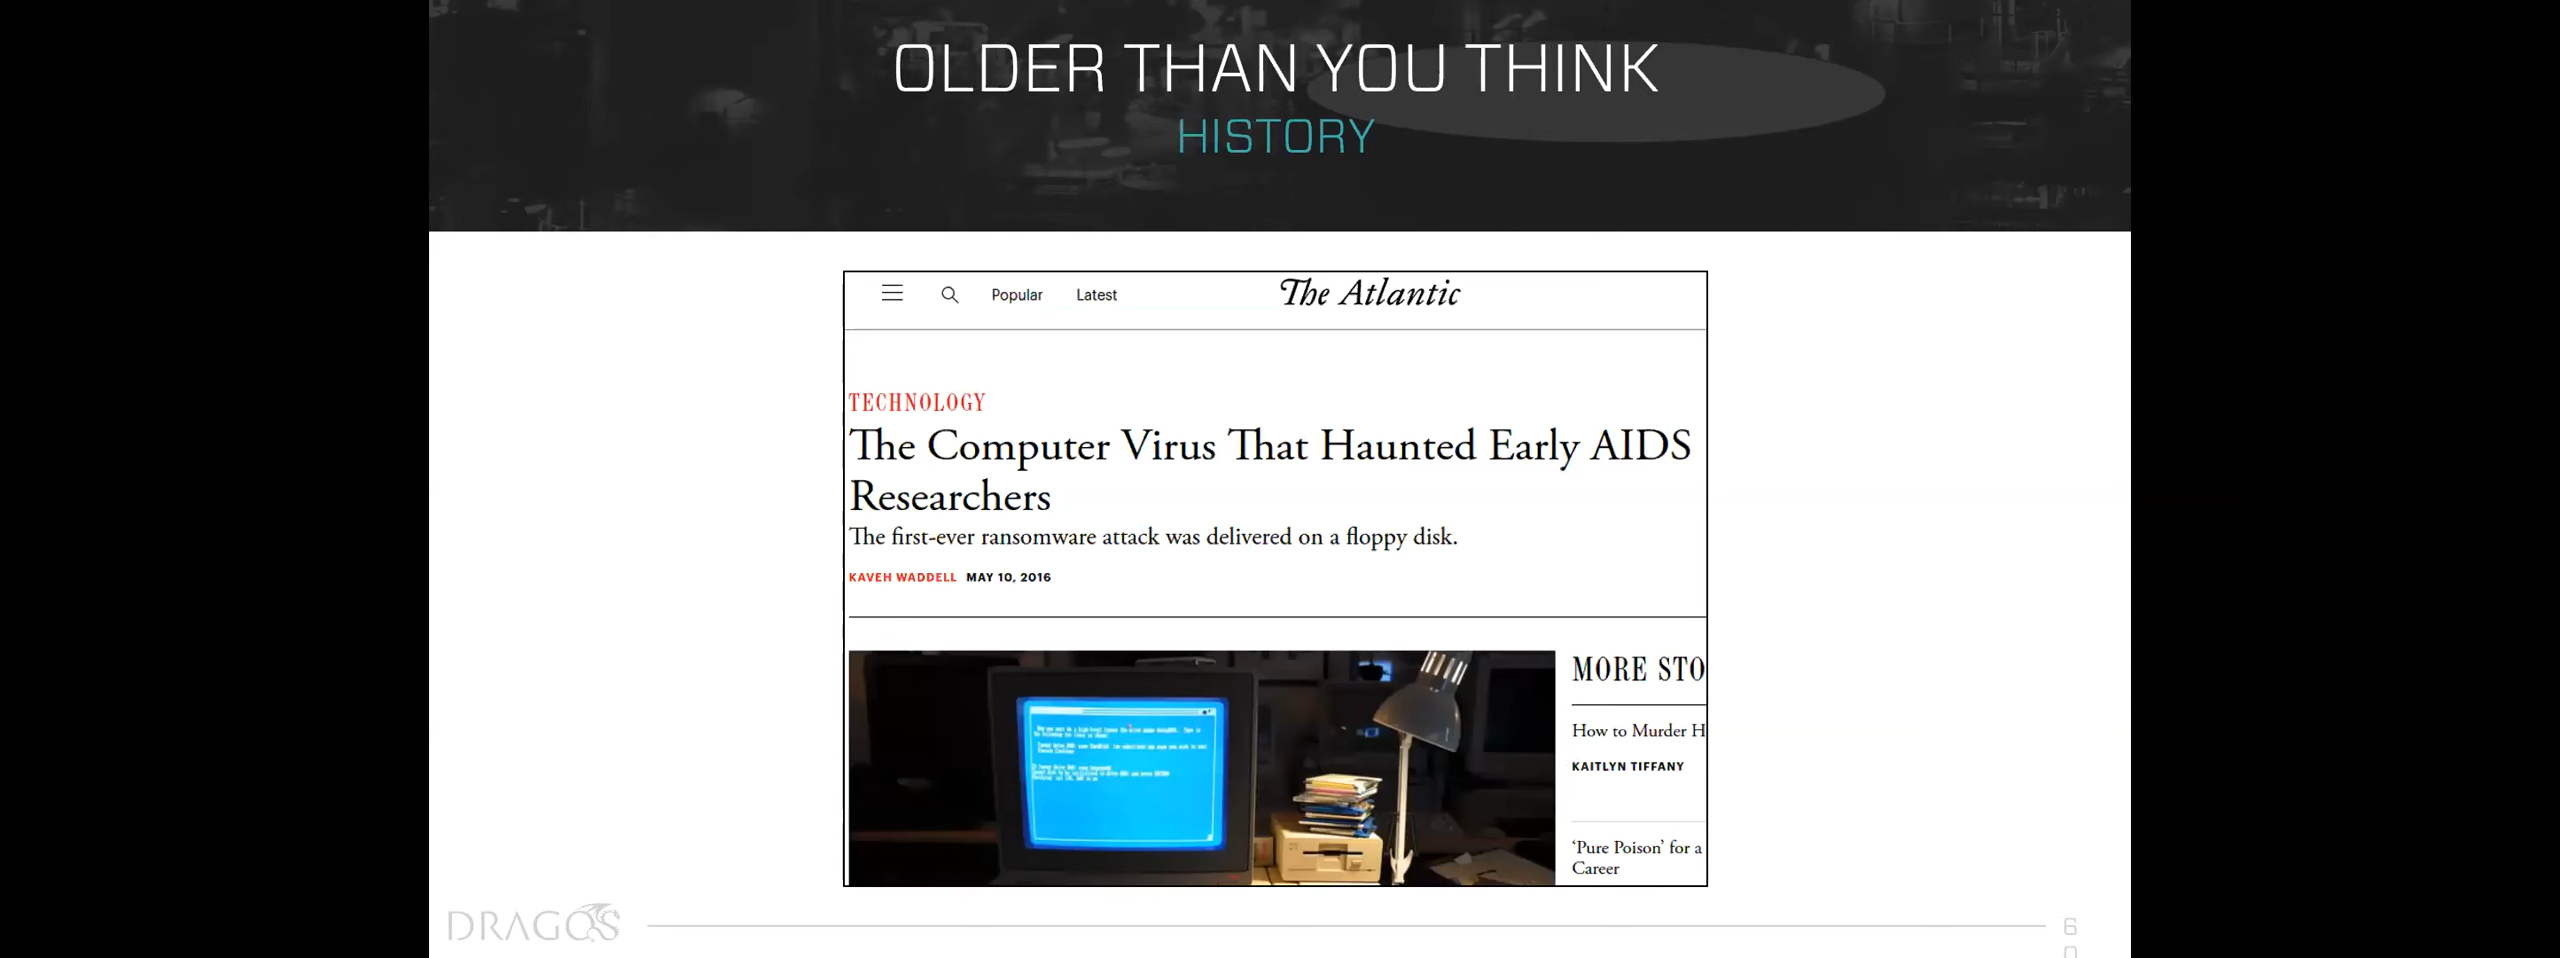 OLDER THAN YOU THINK
HISTORY
Popular
Latest
The Atlantic
TECHNOLOGY
The Computer Virus That Haunted Early AIDS
Researchers
The first-ever ransomware attack was delivered on a floppy disk.
KAVEH WADDELL MAY 10, 2016
MORE STO
How to Murder H
KAITLYN TIFFANY
‘Pure Poison’ for a
Career
DRAGOS
6